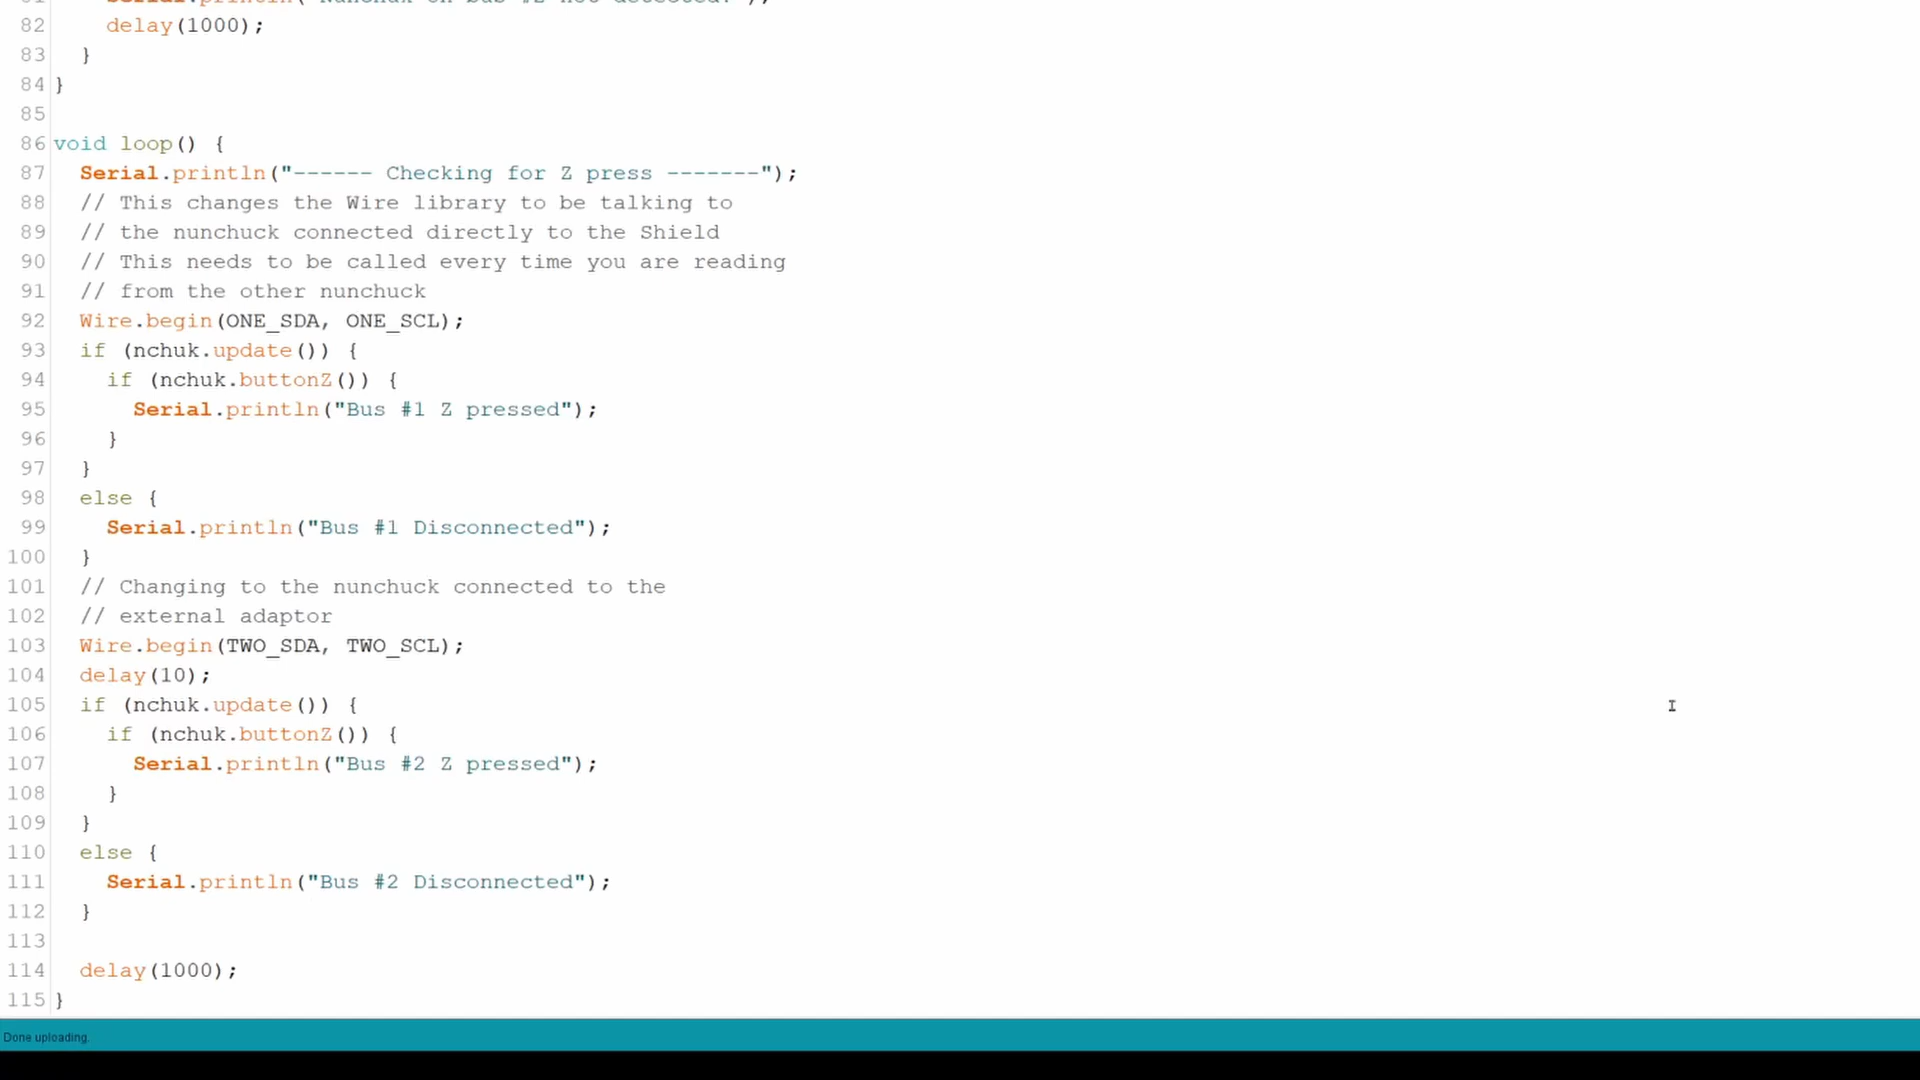 82 delay(1000);
83 }
84 }
85
86 void loop() {
87 Serial.println("------ Checking for Z press -------");
88 // This changes the Wire library to be talking to
89 // the nunchuck connected directly to the Shield
90 // This needs to be called every time you are reading
91 // from the other nunchuck
92 Wire.begin(ONE_SDA, ONE_SCL);
93 if (nchuk.update()) {
94 if (nchuk.buttonZ()) {
95 Serial.println("Bus #1 Z pressed");
96 }
97 }
98 else {
99 Serial.println("Bus #1 Disconnected");
100 }
101 // Changing to the nunchuck connected to the
102 // external adaptor
103 Wire.begin(TWO_SDA, TWO_SCL);
104 delay(10);
105 if (nchuk.update()) {
106 if (nchuk.buttonZ()) {
107 Serial.println("Bus #2 Z pressed");
108 }
109 }
110 else {
111 Serial.println("Bus #2 Disconnected");
112 }
113
114 delay(1000);
115 }
Done uploading.